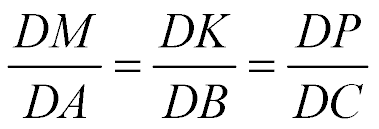 DM/DA = DK/DB = DP/DC